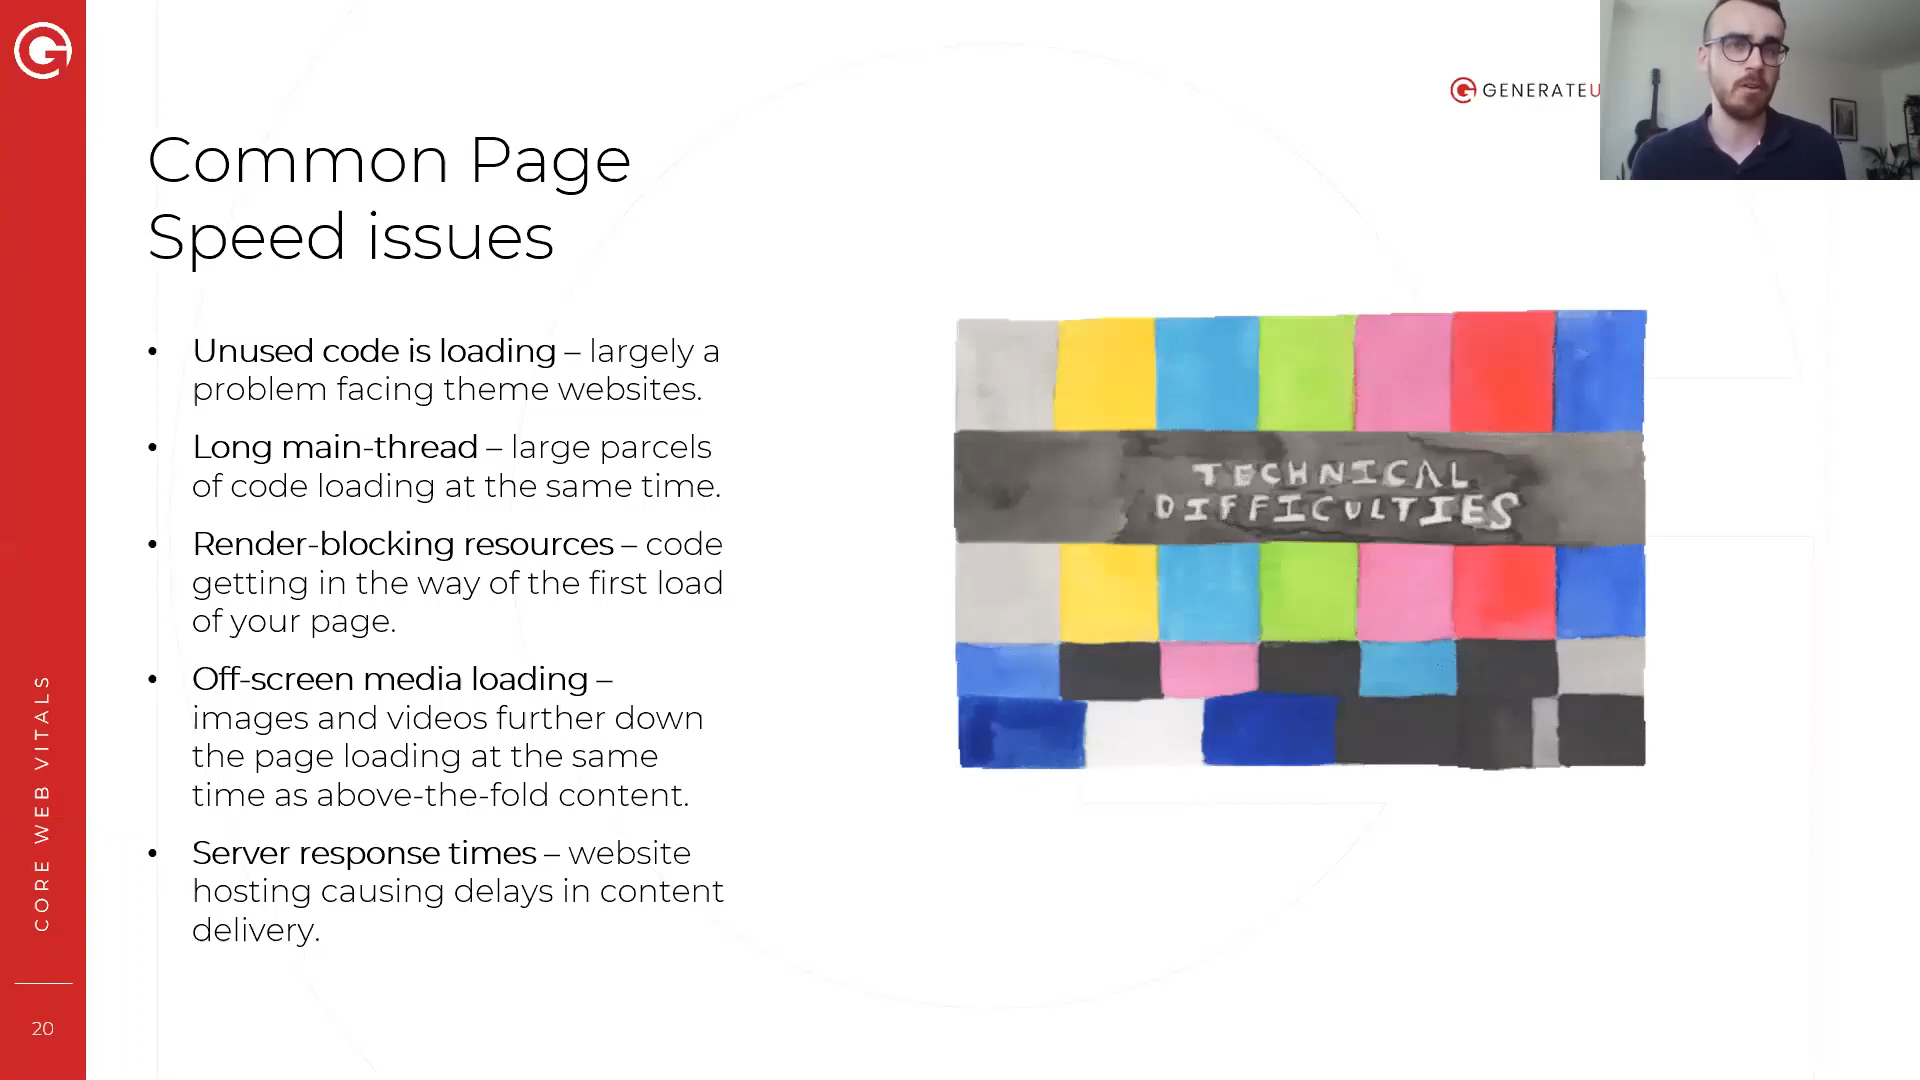 GENERATEU
Common Page
Speed issues
• Unused code is loading – largely a
problem facing theme websites.
• Long main-thread – large parcels
of code loading at the same time.
• Render-blocking resources – code
getting in the way of the first load
of your page.
• Off-screen media loading –
images and videos further down
the page loading at the same
time as above-the-fold content.
• Server response times – website
hosting causing delays in content
delivery.
TECHNICAL
DIFFICULTIES
CORE WEB VITALS
20